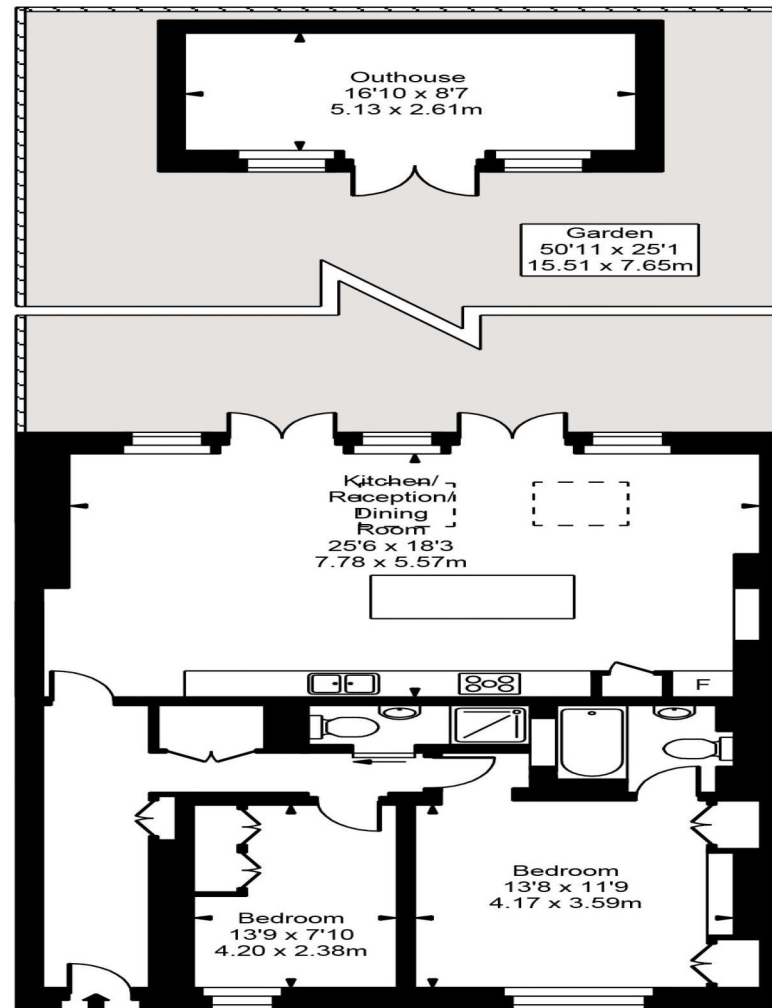 Outhouse
16'10 x 8'7
5.13 x 2.61m
Garden
50'11 x 25'1
15.51 x 7.65m
Kitchen/
Reception/
Dining
Room
25'6 x 18'3
7.78 x 5.57m
F
Bedroom
13'8 x 11'9
4.17 x 3.59m
Bedroom
13'9 x 7'10
4.20 x 2.38m